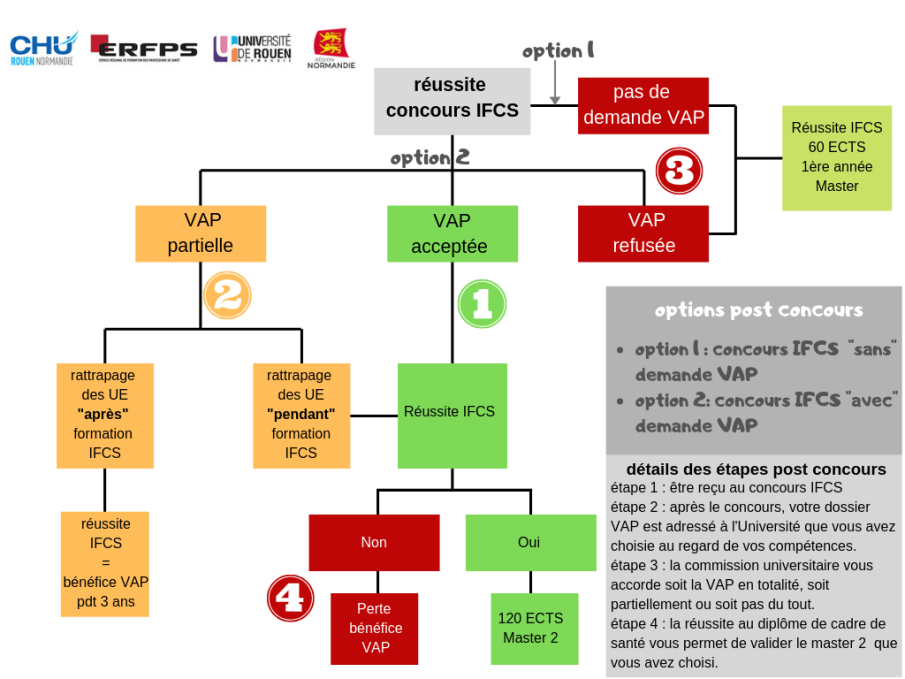 CHU
ROUEN NORMANDIE
ERFPS
ESPACE RÉGIONAL DE FORMATION DES PROFESSIONS DE SANTÉ
UNIVERSITÉ
DE ROUEN
NORMANDIE
RÉGION
NORMANDIE
option 1
réussite
concours IFCS
pas de
demande VAP
Réussite IFCS
60 ECTS
1ère année
Master
option 2
3
VAP
partielle
VAP
acceptée
VAP
refusée
2
1
options post concours
• option 1 : concours IFCS "sans"
demande VAP
• option 2: concours IFCS "avec"
demande VAP
rattrapage
des UE
"après"
formation
IFCS
rattrapage
des UE
"pendant"
formation
IFCS
Réussite IFCS
détails des étapes post concours
étape 1 : être reçu au concours IFCS
étape 2 : après le concours, votre dossier
VAP est adressé à l'Université que vous avez
choisie au regard de vos compétences.
étape 3 : la commission universitaire vous
accorde soit la VAP en totalité, soit
partiellement ou soit pas du tout.
étape 4 : la réussite au diplôme de cadre de
santé vous permet de valider le master 2 que
vous avez choisi.
réussite
IFCS
=
bénéfice VAP
pdt 3 ans
Non
Oui
4
Perte
bénéfice
VAP
120 ECTS
Master 2